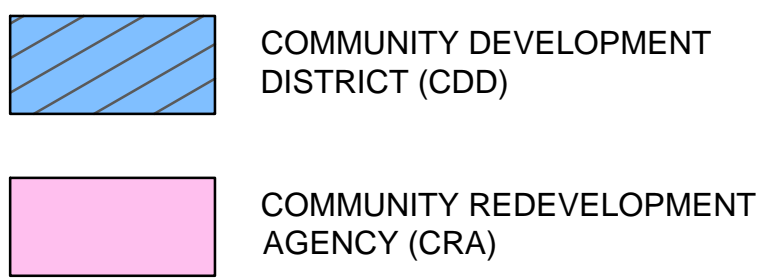 COMMUNITY DEVELOPMENT
DISTRICT (CDD)
COMMUNITY REDEVELOPMENT
AGENCY (CRA)